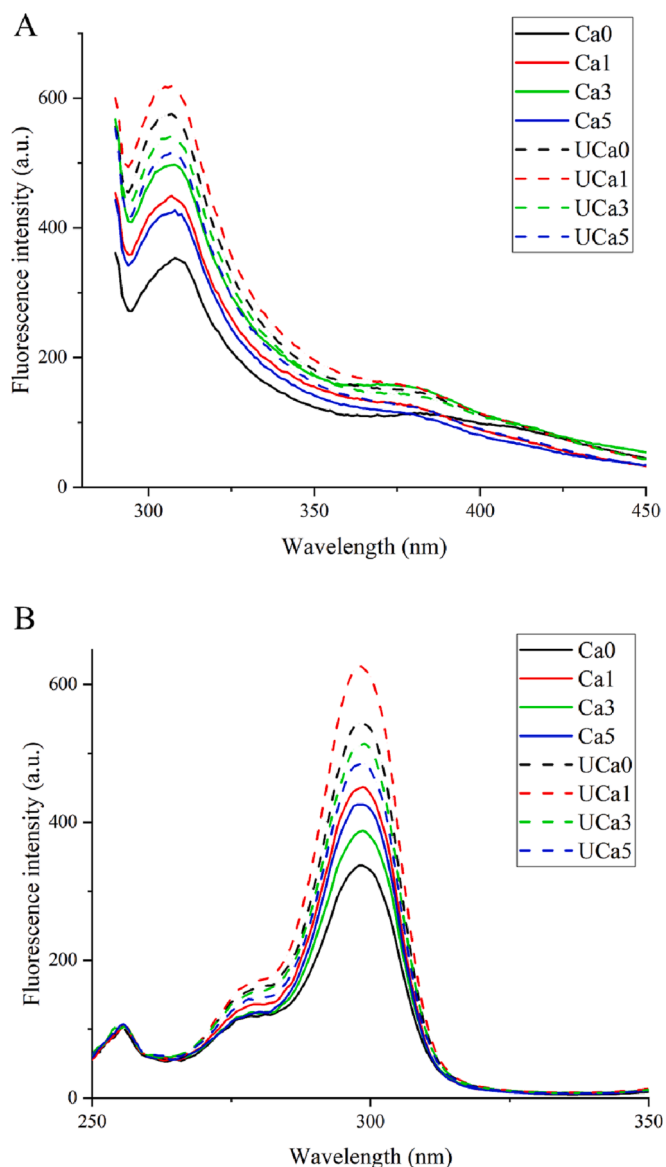 A
Ca0
Ca1
Ca3
Ca5
UCa0
UCa1
UCa3
UCa5
600
400
200
0
Fluorescence intensity (a.u.)
300
350
400
450
Wavelength (nm)
B
Ca0
Ca1
Ca3
Ca5
UCa0
UCa1
UCa3
UCa5
600
400
200
0
Fluorescence intensity (a.u.)
250
300
350
Wavelength (nm)